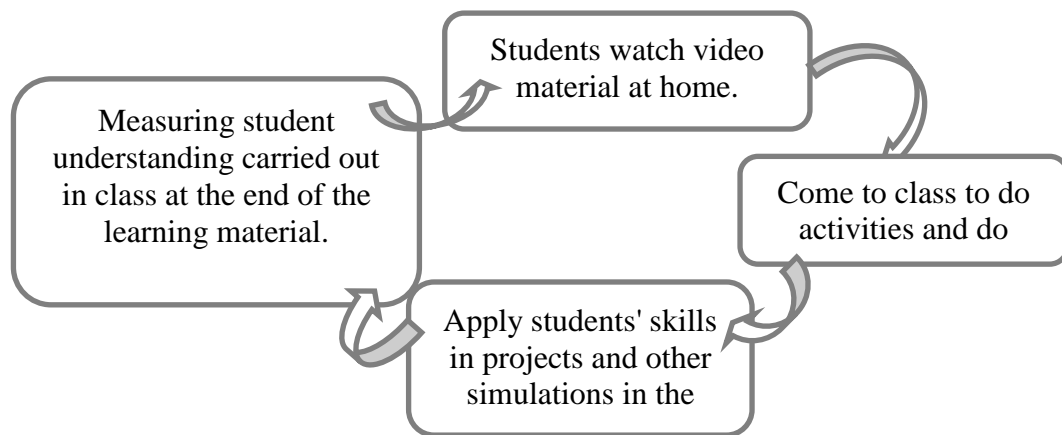 Students watch video
material at home.
Come to class to do
activities and do
Apply students' skills
in projects and other
simulations in the
Measuring student
understanding carried out
in class at the end of the
learning material.